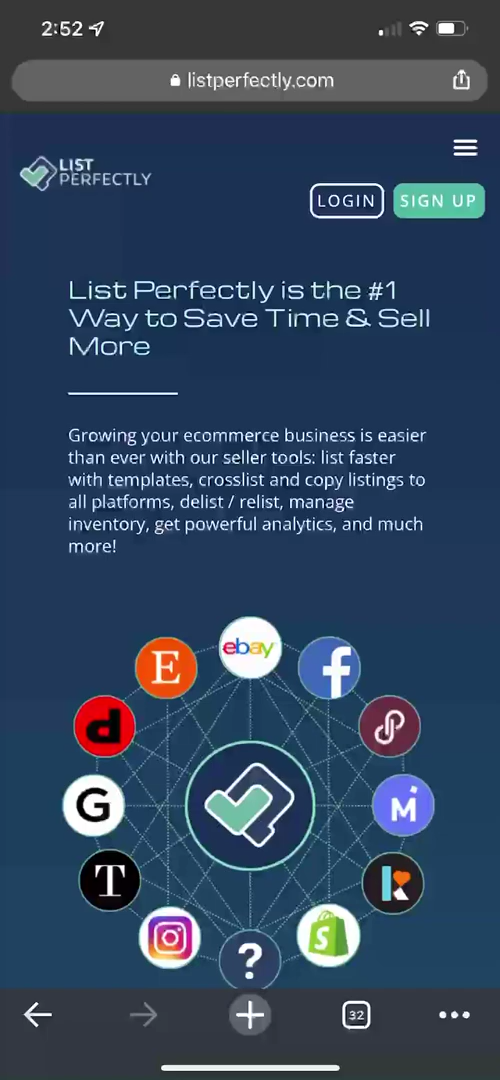 2:52
listperfectly.com
LIST
PERFECTLY
LOGIN
SIGN UP
List Perfectly is the #1
Way to Save Time & Sell
More
Growing your ecommerce business is easier
than ever with our seller tools: list faster
with templates, crosslist and copy listings to
all platforms, delist / relist, manage
inventory, get powerful analytics, and much
more!
ebay
E
f
d
G
M
T
K
S
?
32